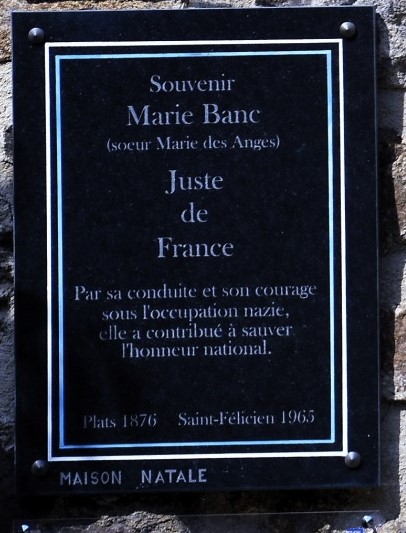 Souvenir
Marie Banc
(soeur Marie des Anges)
Juste
de
France
Par sa conduite et son courage
sous l'occupation nazie,
elle a contribué à sauver
l'honneur national.
Plats 1876 Saint-Félicien 1965
MAISON NATALE